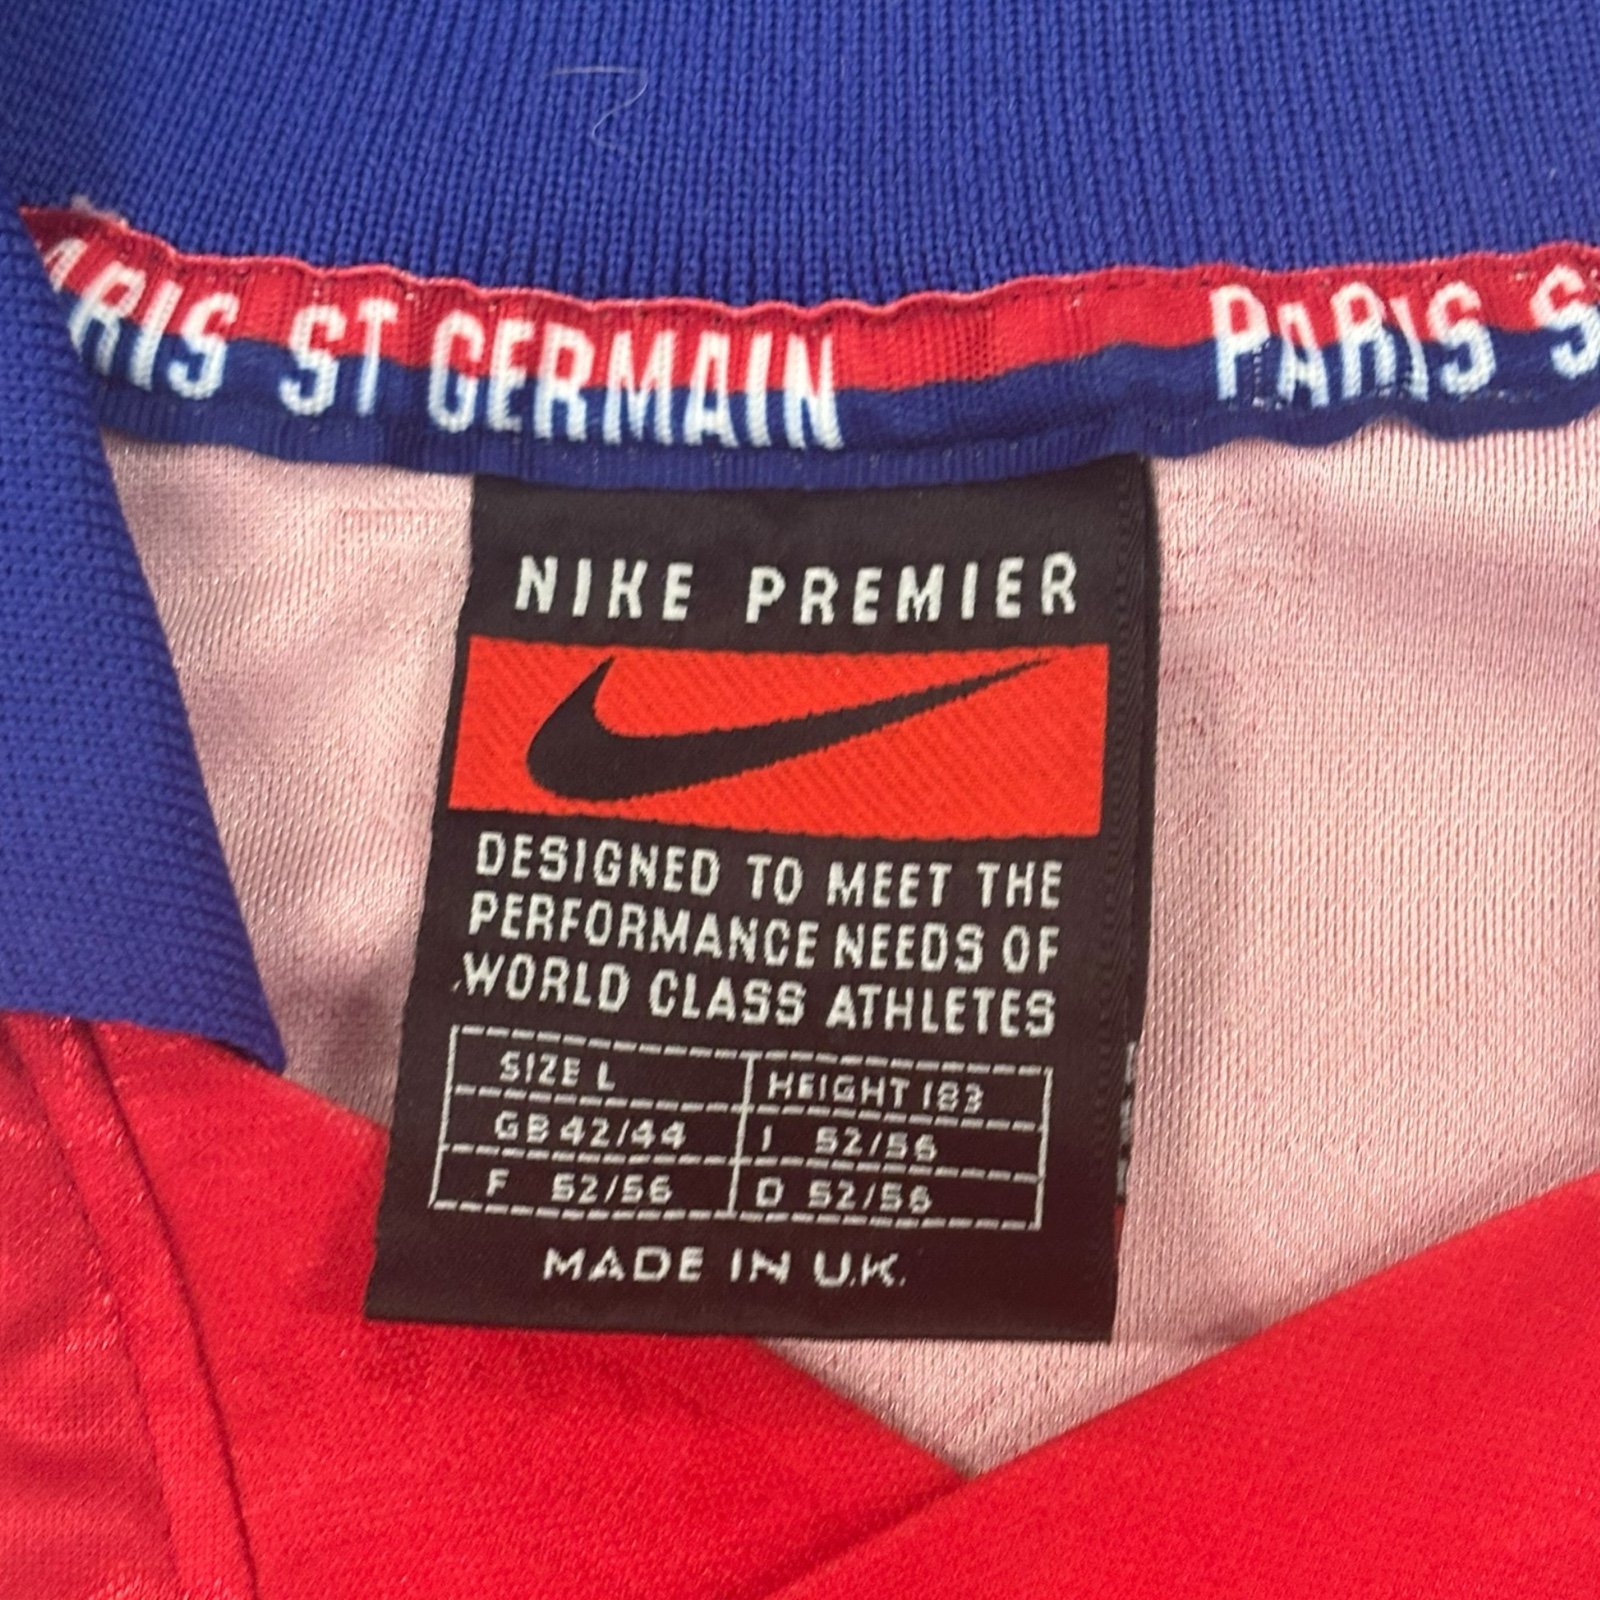 ARIS ST GERMAIN PARIS S
NIKE PREMIER
DESIGNED TO MEET THE
PERFORMANCE NEEDS OF
WORLD CLASS ATHLETES
SIZE L HEIGHT 183
GB 42/44 I 52/56
F 52/56 D 52/56
MADE IN U.K.